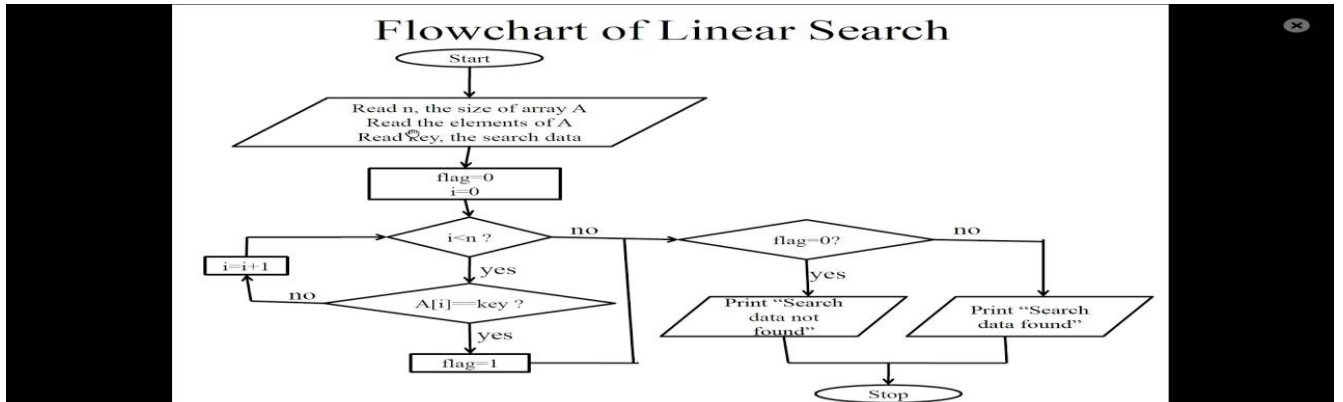 Flowchart of Linear Search
Start
Read n, the size of array A
Read the elements of A
Read key, the search data
flag=0
i=0
i<n ?
no
flag=0?
no
i=i+1
yes
yes
no
A[i]==key ?
Print “Search
data not
found”
Print “Search
data found”
yes
flag=1
Stop